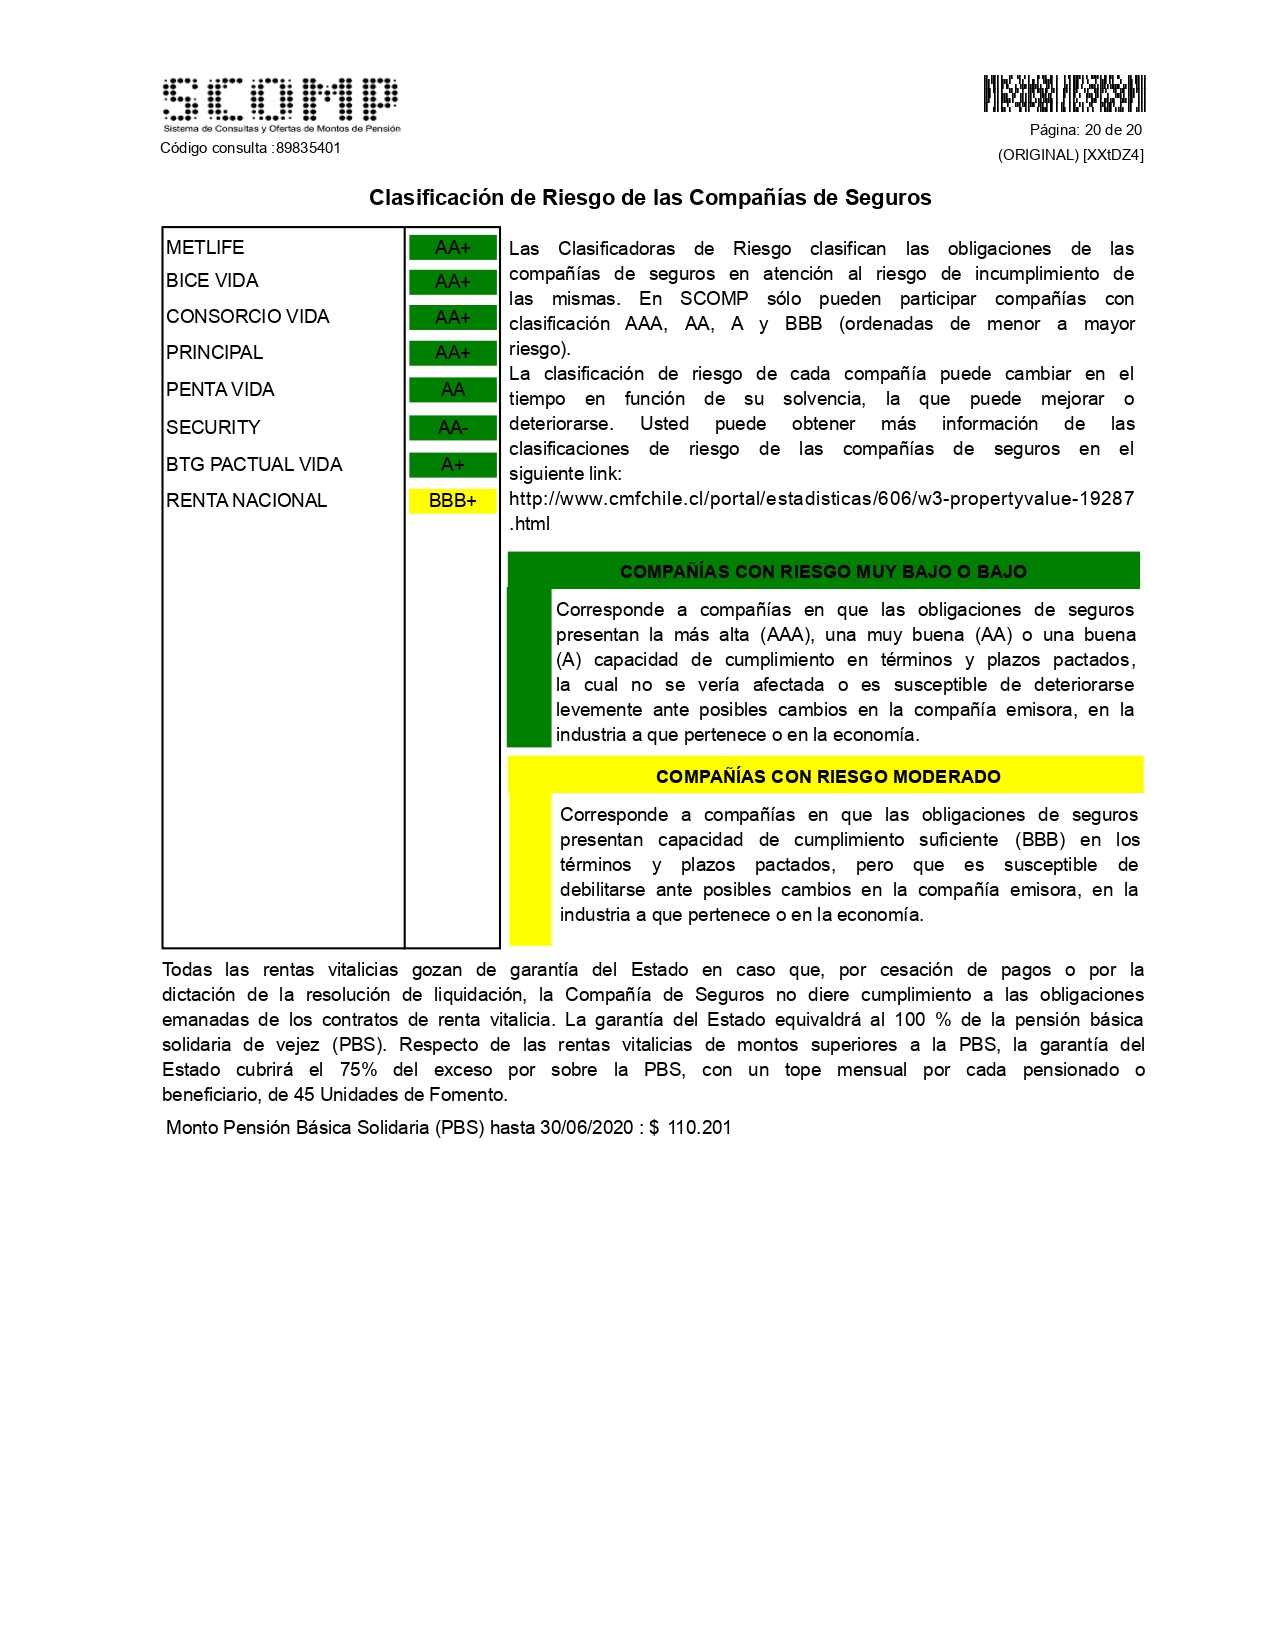 SCOMP
Sistema de Consultas y Ofertas de Montos de Pensión
Código consulta :89835401
Página: 20 de 20
(ORIGINAL) [XXtDZ4]
Clasificación de Riesgo de las Compañías de Seguros
METLIFE AA+
BICE VIDA AA+
CONSORCIO VIDA AA+
PRINCIPAL AA+
PENTA VIDA AA
SECURITY AA-
BTG PACTUAL VIDA A+
RENTA NACIONAL BBB+
Las Clasificadoras de Riesgo clasifican las obligaciones de las
compañías de seguros en atención al riesgo de incumplimiento de
las mismas. En SCOMP sólo pueden participar compañías con
clasificación AAA, AA, A y BBB (ordenadas de menor a mayor
riesgo).
La clasificación de riesgo de cada compañía puede cambiar en el
tiempo en función de su solvencia, la que puede mejorar o
deteriorarse. Usted puede obtener más información de las
clasificaciones de riesgo de las compañías de seguros en el
siguiente link:
http://www.cmfchile.cl/portal/estadisticas/606/w3-propertyvalue-19287
.html
COMPAÑÍAS CON RIESGO MUY BAJO O BAJO
Corresponde a compañías en que las obligaciones de seguros
presentan la más alta (AAA), una muy buena (AA) o una buena
(A) capacidad de cumplimiento en términos y plazos pactados,
la cual no se vería afectada o es susceptible de deteriorarse
levemente ante posibles cambios en la compañía emisora, en la
industria a que pertenece o en la economía.
COMPAÑÍAS CON RIESGO MODERADO
Corresponde a compañías en que las obligaciones de seguros
presentan capacidad de cumplimiento suficiente (BBB) en los
términos y plazos pactados, pero que es susceptible de
debilitarse ante posibles cambios en la compañía emisora, en la
industria a que pertenece o en la economía.
Todas las rentas vitalicias gozan de garantía del Estado en caso que, por cesación de pagos o por la
dictación de la resolución de liquidación, la Compañía de Seguros no diere cumplimiento a las obligaciones
emanadas de los contratos de renta vitalicia. La garantía del Estado equivaldrá al 100 % de la pensión básica
solidaria de vejez (PBS). Respecto de las rentas vitalicias de montos superiores a la PBS, la garantía del
Estado cubrirá el 75% del exceso por sobre la PBS, con un tope mensual por cada pensionado o
beneficiario, de 45 Unidades de Fomento.
Monto Pensión Básica Solidaria (PBS) hasta 30/06/2020 : $ 110.201